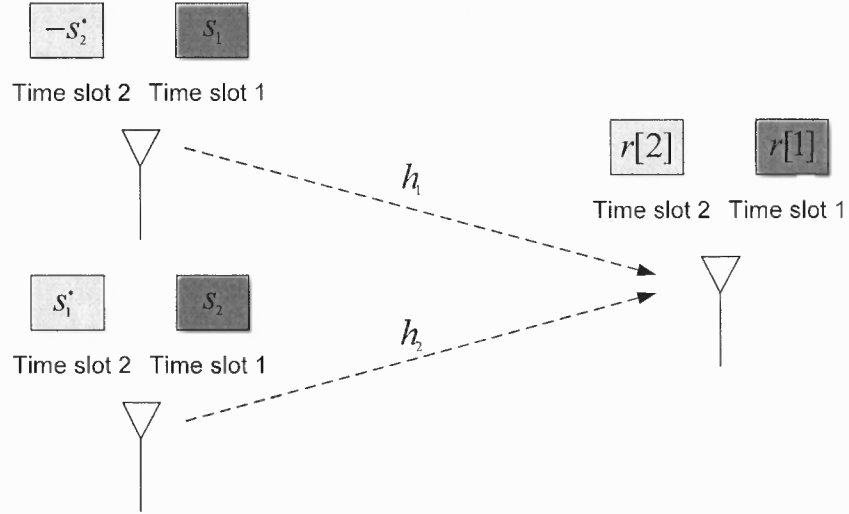 −s₂* s₁
Time slot 2 Time slot 1
r[2] r[1]
h₁
Time slot 2 Time slot 1
s₁* s₂
h₂
Time slot 2 Time slot 1